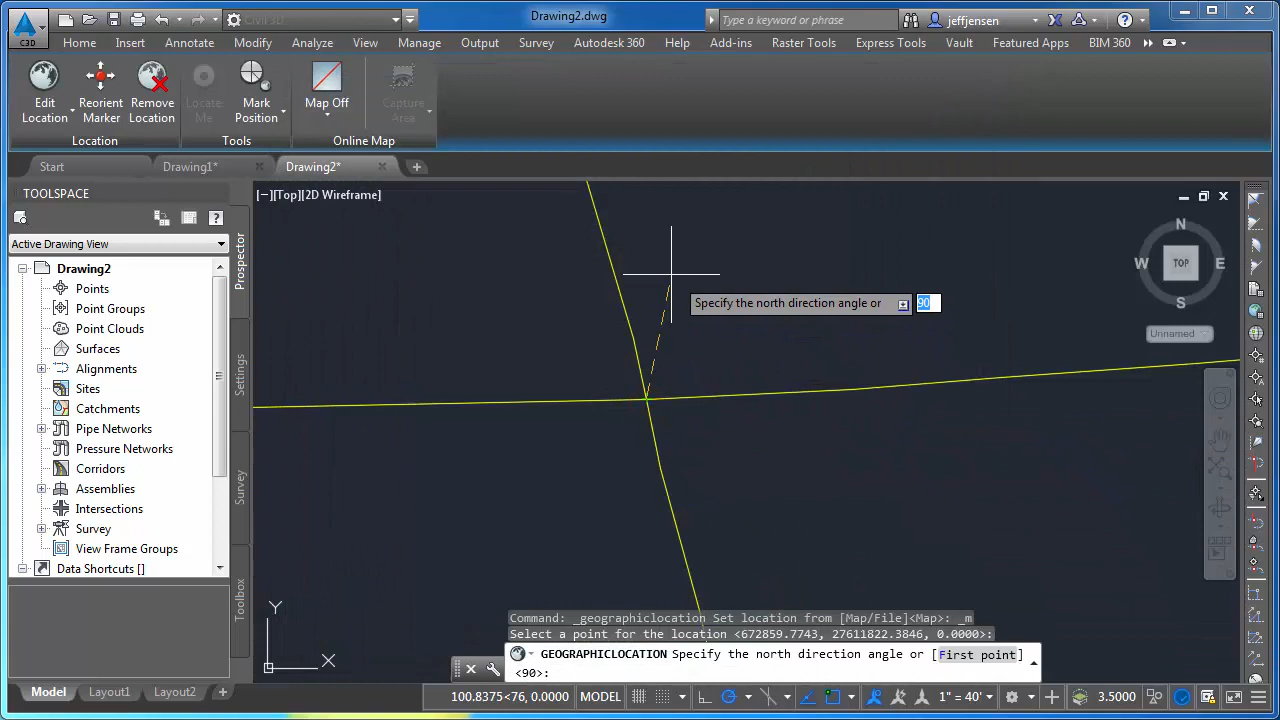 Civil 3D
Drawing2.dwg
Type a keyword or phrase
jeffjensen
C3D
Home Insert Annotate Modify Analyze View Manage Output Survey Autodesk 360 Help Add-ins Raster Tools Express Tools Vault Featured Apps BIM 360
Edit Location
Reorient Marker
Remove Location
Locate Me
Mark Position
Map Off
Capture Area
Location Tools Online Map
Start Drawing1* Drawing2*
TOOLSPACE
[−][Top][2D Wireframe]
Active Drawing View
Prospector
Settings
Survey
Toolbox
Drawing2
Points
Point Groups
Point Clouds
Surfaces
Alignments
Sites
Catchments
Pipe Networks
Pressure Networks
Corridors
Assemblies
Intersections
Survey
View Frame Groups
Data Shortcuts []
N
W TOP E
S
Unnamed
Specify the north direction angle or 90
Y
X
Command: _geographiclocation Set location from [Map/File]<Map>: _m
Select a point for the location <672859.7743, 27611822.3846, 0.0000>:
GEOGRAPHICLOCATION Specify the north direction angle or [First point]
<90>:
Model Layout1 Layout2
100.8375<76, 0.0000 MODEL 1" = 40' 3.5000